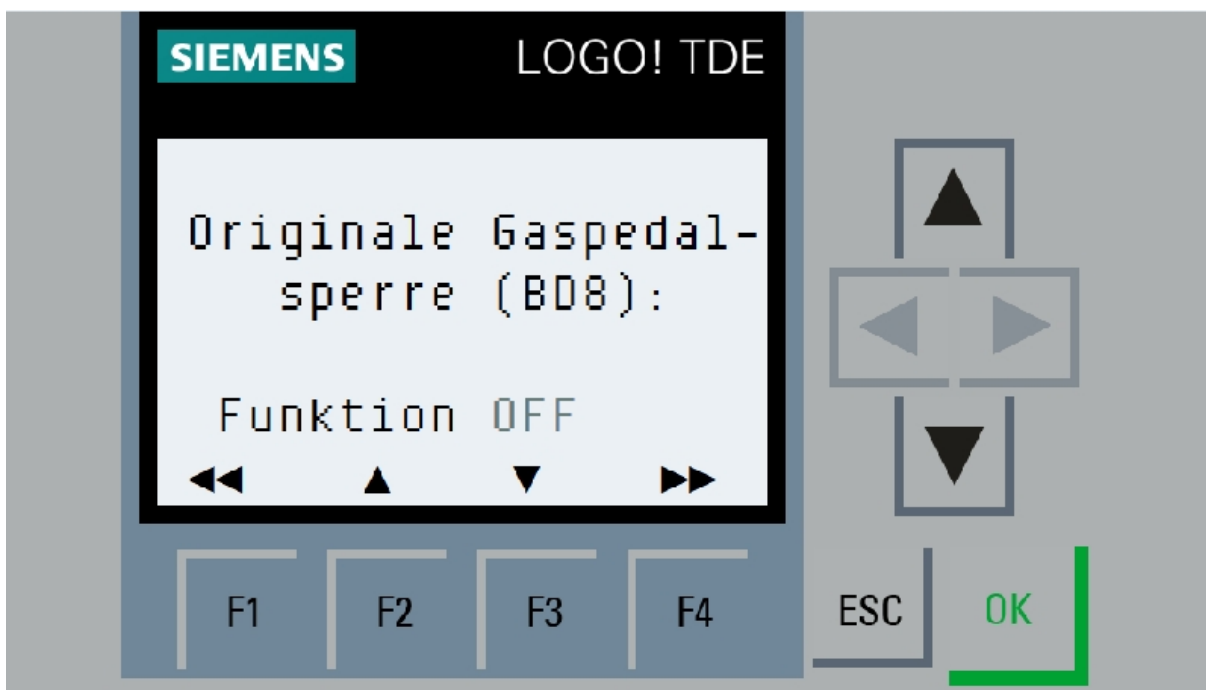 SIEMENS LOGO! TDE
Originale Gaspedal-
sperre (BD8):
Funktion OFF
◀◀ ▲ ▼ ▶▶
F1 F2 F3 F4 ESC OK